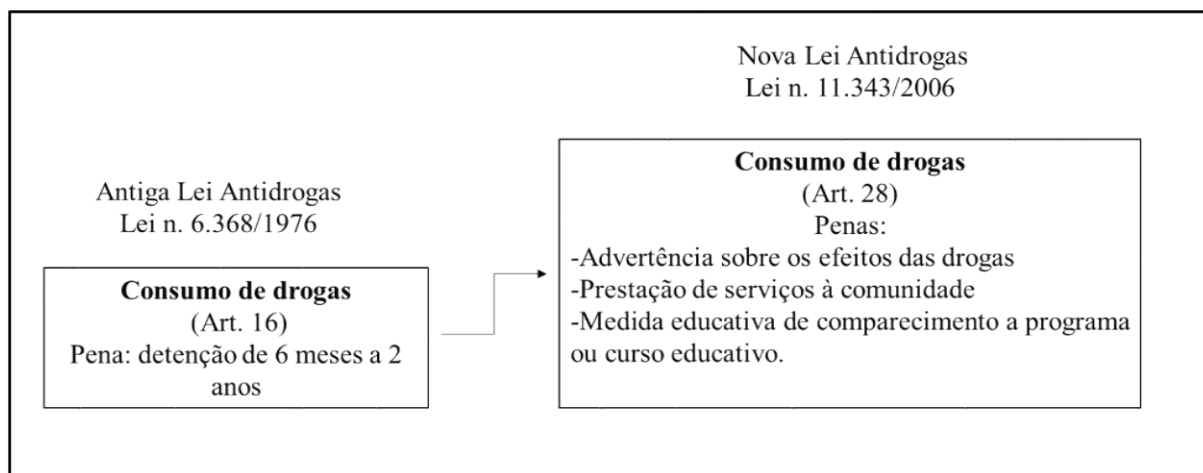 Antiga Lei Antidrogas
Lei n. 6.368/1976
Consumo de drogas
(Art. 16)
Pena: detenção de 6 meses a 2
anos
Nova Lei Antidrogas
Lei n. 11.343/2006
Consumo de drogas
(Art. 28)
Penas:
-Advertência sobre os efeitos das drogas
-Prestação de serviços à comunidade
-Medida educativa de comparecimento a programa
ou curso educativo.